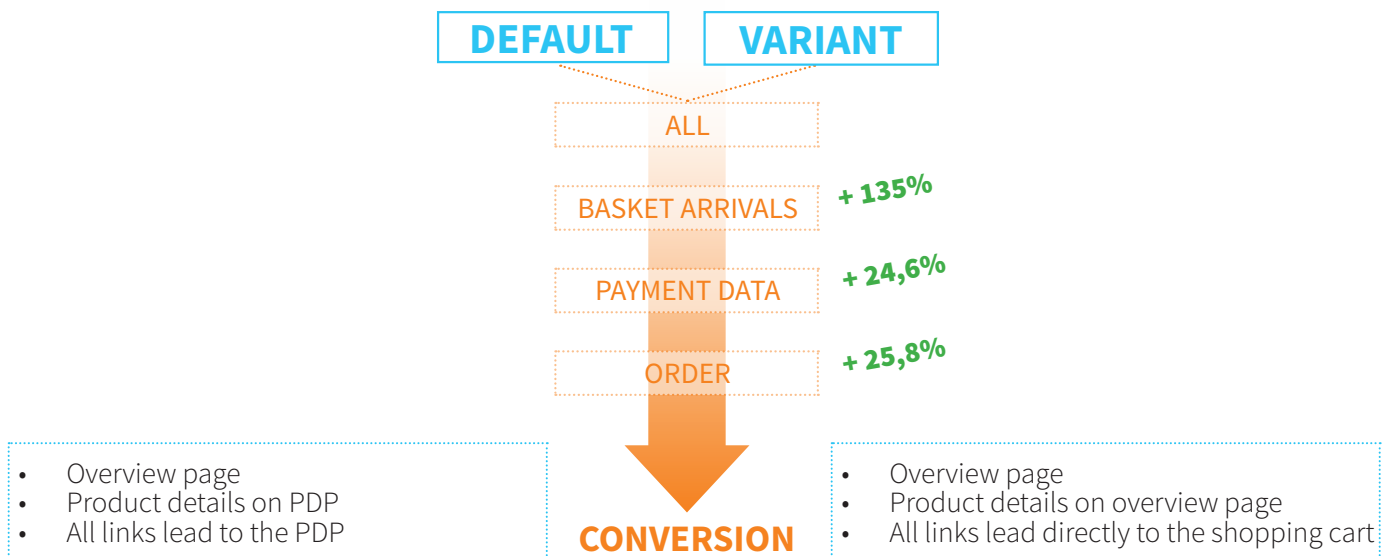 DEFAULT
VARIANT
ALL
BASKET ARRIVALS
+ 135%
PAYMENT DATA
+ 24,6%
ORDER
+ 25,8%
• Overview page
• Product details on PDP
• All links lead to the PDP
CONVERSION
• Overview page
• Product details on overview page
• All links lead directly to the shopping cart